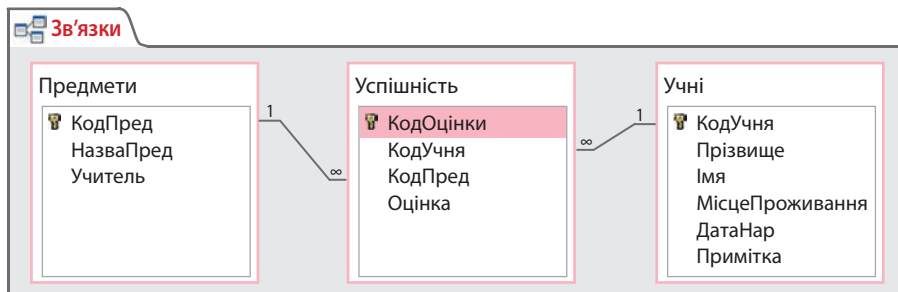 Зв’язки
Предмети
КодПред
НазваПред
Учитель
1
∞
Успішність
КодОцінки
КодУчня
КодПред
Оцінка
∞
1
Учні
КодУчня
Прізвище
Імя
МісцеПроживання
ДатаНар
Примітка